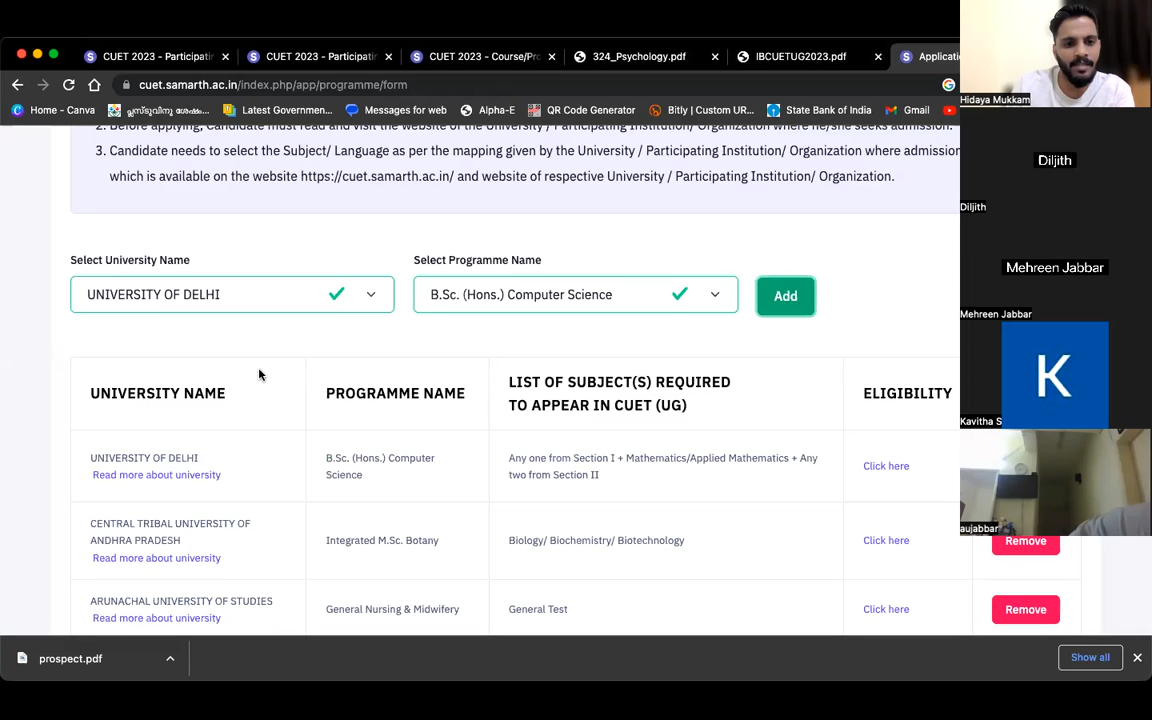 CUET 2023 - Participatin
CUET 2023 - Participatin
CUET 2023 - Course/Pro
324_Psychology.pdf
IBCUETUG2023.pdf
Applicatio
cuet.samarth.ac.in/index.php/app/programme/form
Home - Canva
പ്ലസ്ടുവിനു ശേഷം...
Latest Governmen...
Messages for web
Alpha-E
QR Code Generator
Bitly | Custom UR...
State Bank of India
Gmail
2. Before applying, Candidate must read and visit the website of the University / Participating Institution/ Organization where he/she seeks admission.
3. Candidate needs to select the Subject/ Language as per the mapping given by the University / Participating Institution/ Organization where admission
which is available on the website https://cuet.samarth.ac.in/ and website of respective University / Participating Institution/ Organization.
Select University Name
Select Programme Name
UNIVERSITY OF DELHI
B.Sc. (Hons.) Computer Science
Add
UNIVERSITY NAME
PROGRAMME NAME
LIST OF SUBJECT(S) REQUIRED
TO APPEAR IN CUET (UG)
ELIGIBILITY
UNIVERSITY OF DELHI
Read more about university
B.Sc. (Hons.) Computer
Science
Any one from Section I + Mathematics/Applied Mathematics + Any
two from Section II
Click here
CENTRAL TRIBAL UNIVERSITY OF
ANDHRA PRADESH
Read more about university
Integrated M.Sc. Botany
Biology/ Biochemistry/ Biotechnology
Click here
Remove
ARUNACHAL UNIVERSITY OF STUDIES
Read more about university
General Nursing & Midwifery
General Test
Click here
Remove
prospect.pdf
Show all
Hidaya Mukkam
Diljith
Diljith
Mehreen Jabbar
Mehreen Jabbar
K
Kavitha S
aujabbar